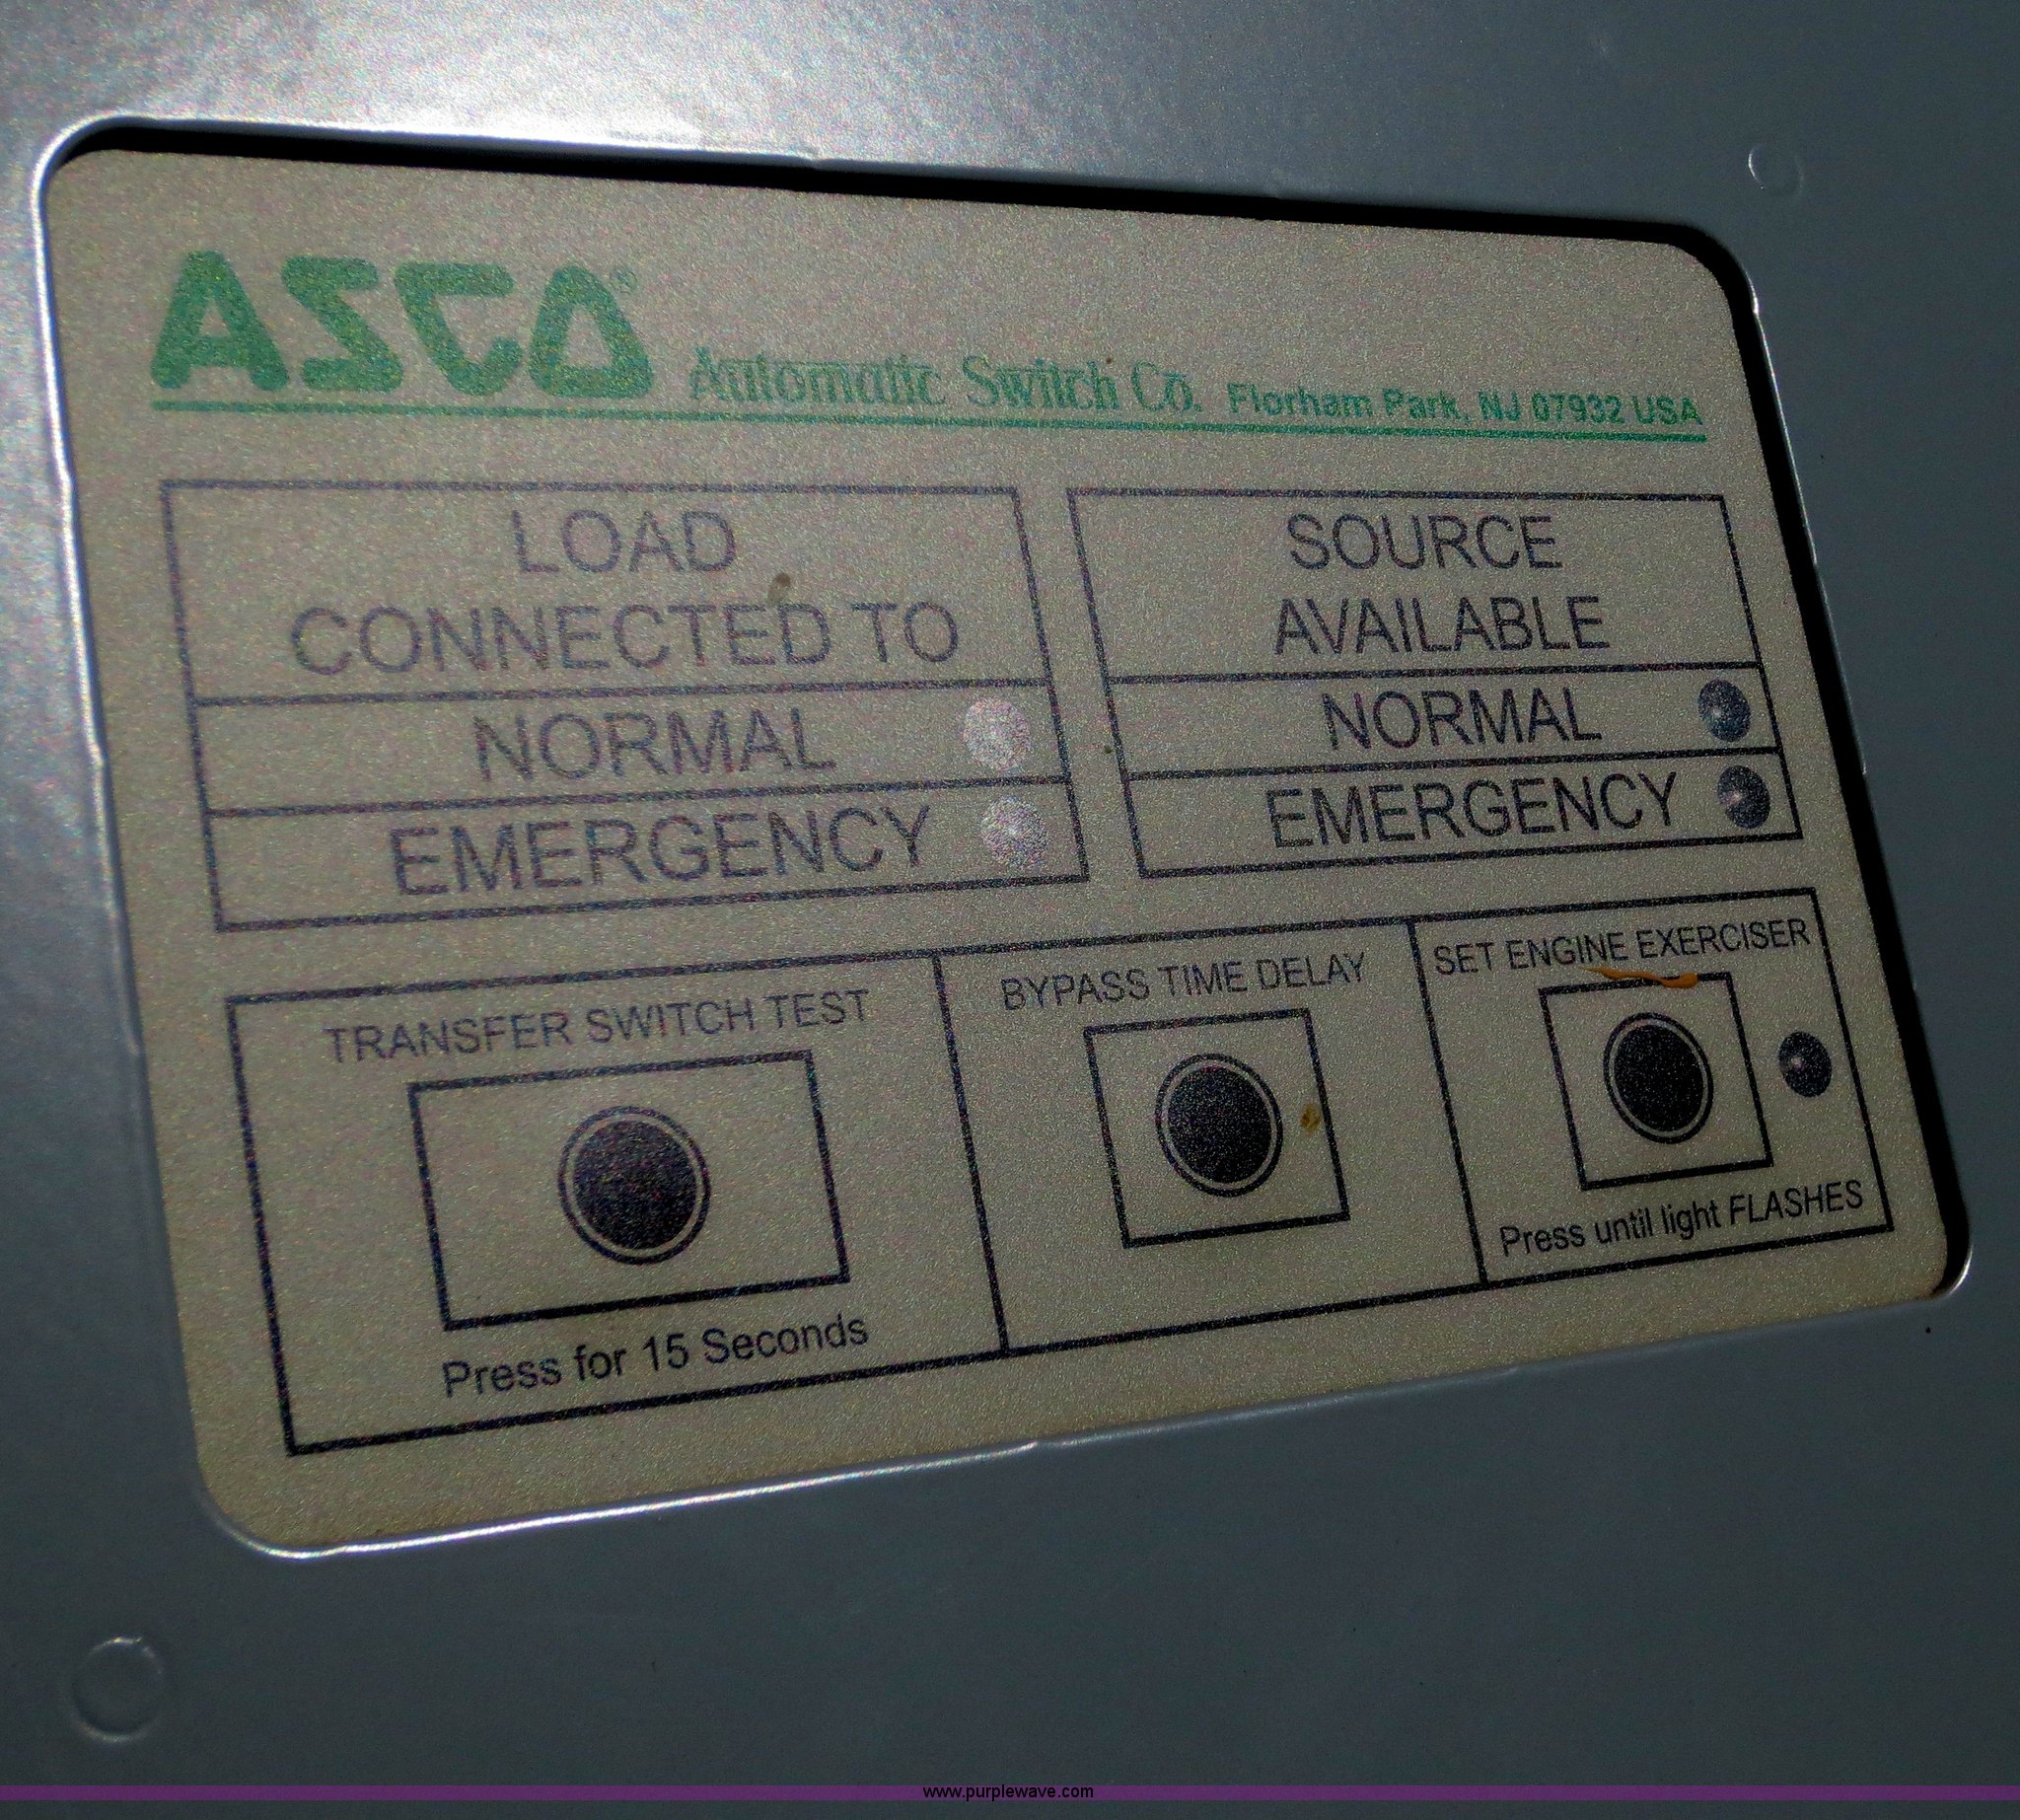 ASCO® Automatic Switch Co. Florham Park, NJ 07932 USA
LOAD
CONNECTED TO
NORMAL
EMERGENCY
SOURCE
AVAILABLE
NORMAL
EMERGENCY
TRANSFER SWITCH TEST
Press for 15 Seconds
BYPASS TIME DELAY
SET ENGINE EXERCISER
Press until light FLASHES
www.purplewave.com